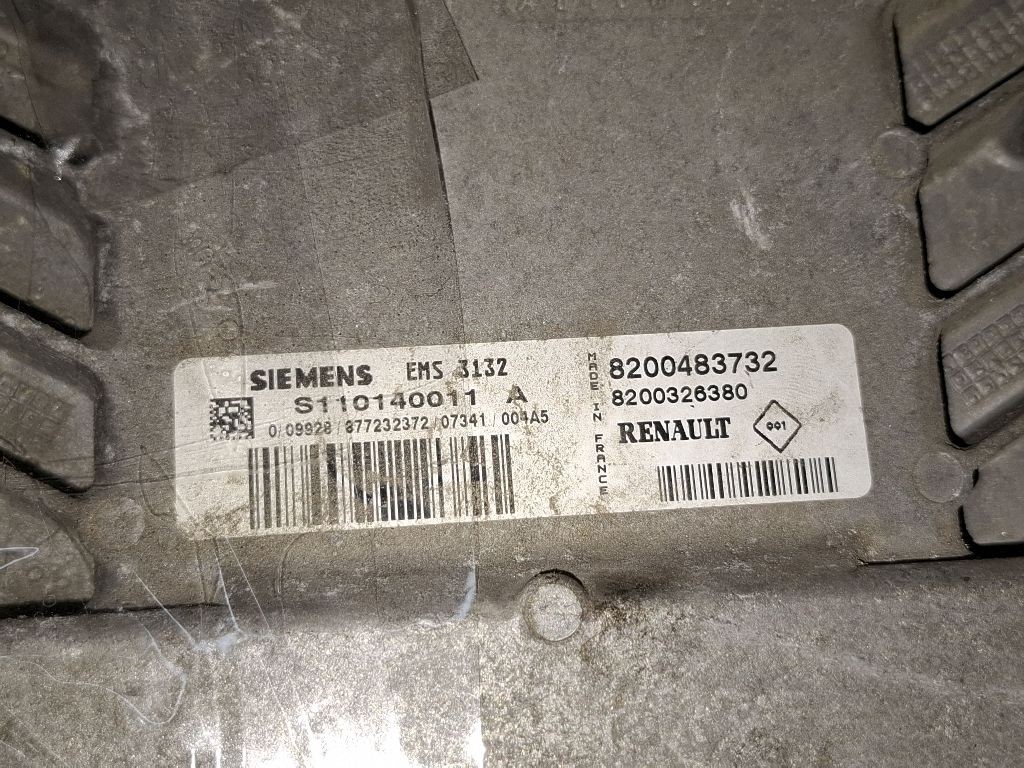 SIEMENS EMS 3132
S110140011 A
0/09928/877232372/07341/004A5
MADE IN FRANCE
8200483732
8200326380
RENAULT